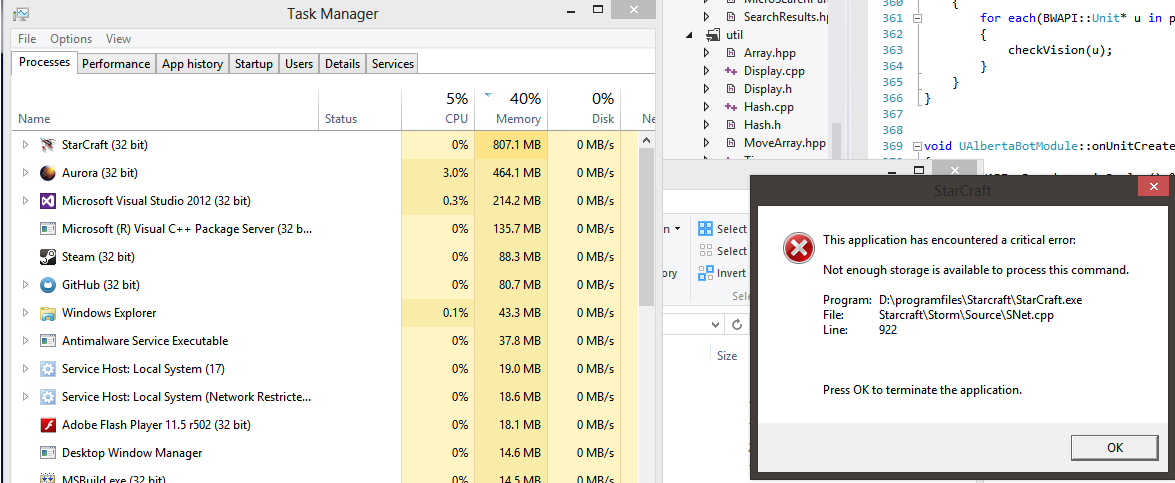 Task Manager
File Options View
Processes Performance App history Startup Users Details Services
5% 40% 0%
Name Status CPU Memory Disk Ne
StarCraft (32 bit) 0% 807.1 MB 0 MB/s
Aurora (32 bit) 3.0% 464.1 MB 0 MB/s
Microsoft Visual Studio 2012 (32 bit) 0.3% 214.2 MB 0 MB/s
Microsoft (R) Visual C++ Package Server (32 b... 0% 135.7 MB 0 MB/s
Steam (32 bit) 0% 88.3 MB 0 MB/s
GitHub (32 bit) 0% 80.7 MB 0 MB/s
Windows Explorer 0.1% 43.3 MB 0 MB/s
Antimalware Service Executable 0% 37.8 MB 0 MB/s
Service Host: Local System (17) 0% 19.0 MB 0 MB/s
Service Host: Local System (Network Restricte... 0% 18.6 MB 0 MB/s
Adobe Flash Player 11.5 r502 (32 bit) 0% 18.1 MB 0 MB/s
Desktop Window Manager 0% 14.6 MB 0 MB/s
MSBuild.exe (32 bit) 0% 14.5 MB 0 MB/s
SearchResults.hp
util
Array.hpp
Display.cpp
Display.h
Hash.cpp
Hash.h
MoveArray.hpp
360 {
361 for each(BWAPI::Unit* u in p
362 {
363 checkVision(u);
364 }
365 }
366 }
367
368
369 void UAlbertaBotModule::onUnitCreate
Select
Select
Invert
Sele
ory
Size
StarCraft
This application has encountered a critical error:
Not enough storage is available to process this command.
Program: D:\programfiles\Starcraft\StarCraft.exe
File: Starcraft\Storm\Source\SNet.cpp
Line: 922
Press OK to terminate the application.
OK